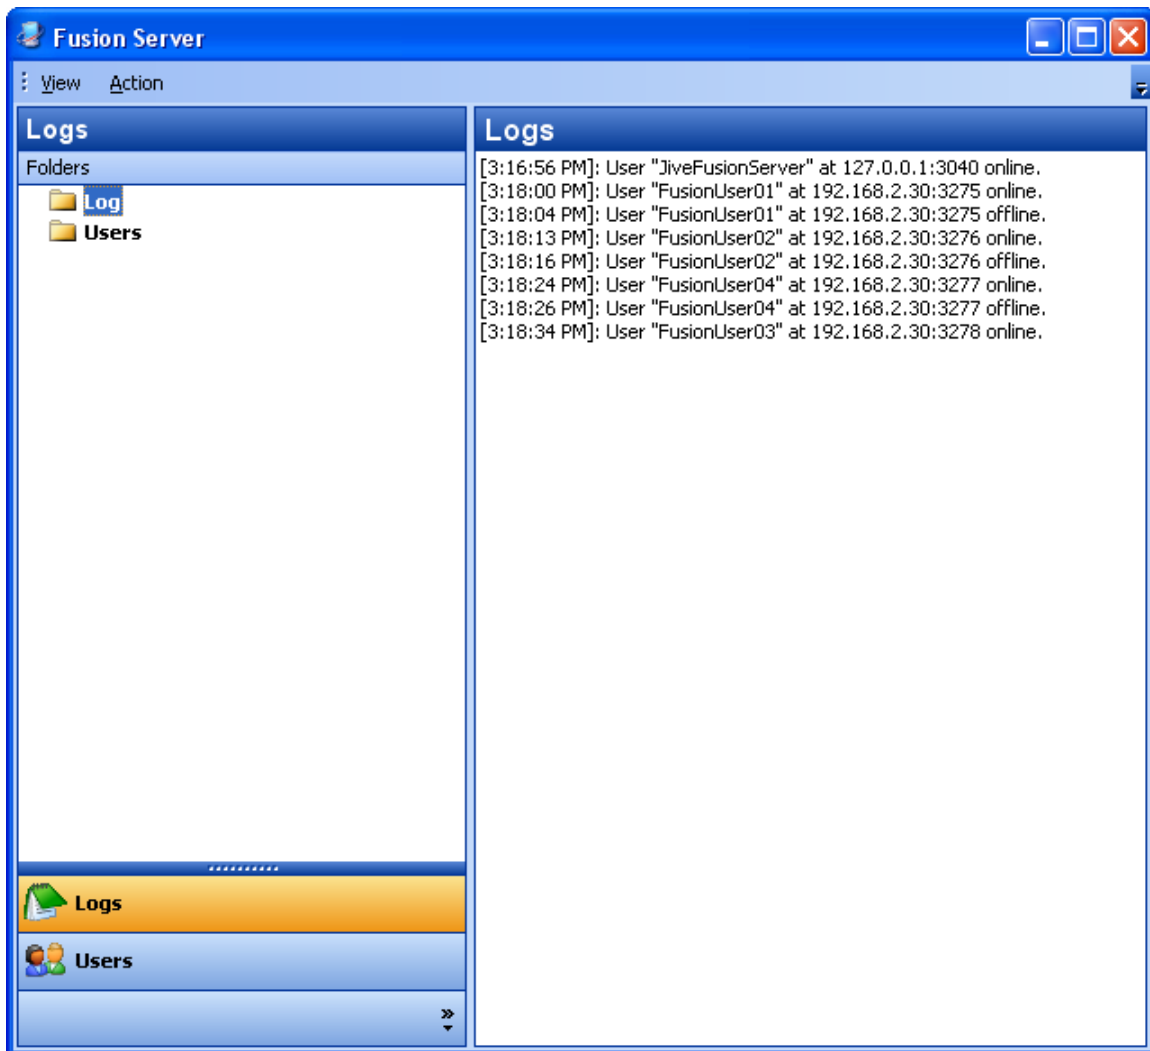 Fusion Server
View Action
Logs
Folders
Log
Users
Logs
Users
Logs
[3:16:56 PM]: User "JiveFusionServer" at 127.0.0.1:3040 online.
[3:18:00 PM]: User "FusionUser01" at 192.168.2.30:3275 online.
[3:18:04 PM]: User "FusionUser01" at 192.168.2.30:3275 offline.
[3:18:13 PM]: User "FusionUser02" at 192.168.2.30:3276 online.
[3:18:16 PM]: User "FusionUser02" at 192.168.2.30:3276 offline.
[3:18:24 PM]: User "FusionUser04" at 192.168.2.30:3277 online.
[3:18:26 PM]: User "FusionUser04" at 192.168.2.30:3277 offline.
[3:18:34 PM]: User "FusionUser03" at 192.168.2.30:3278 online.